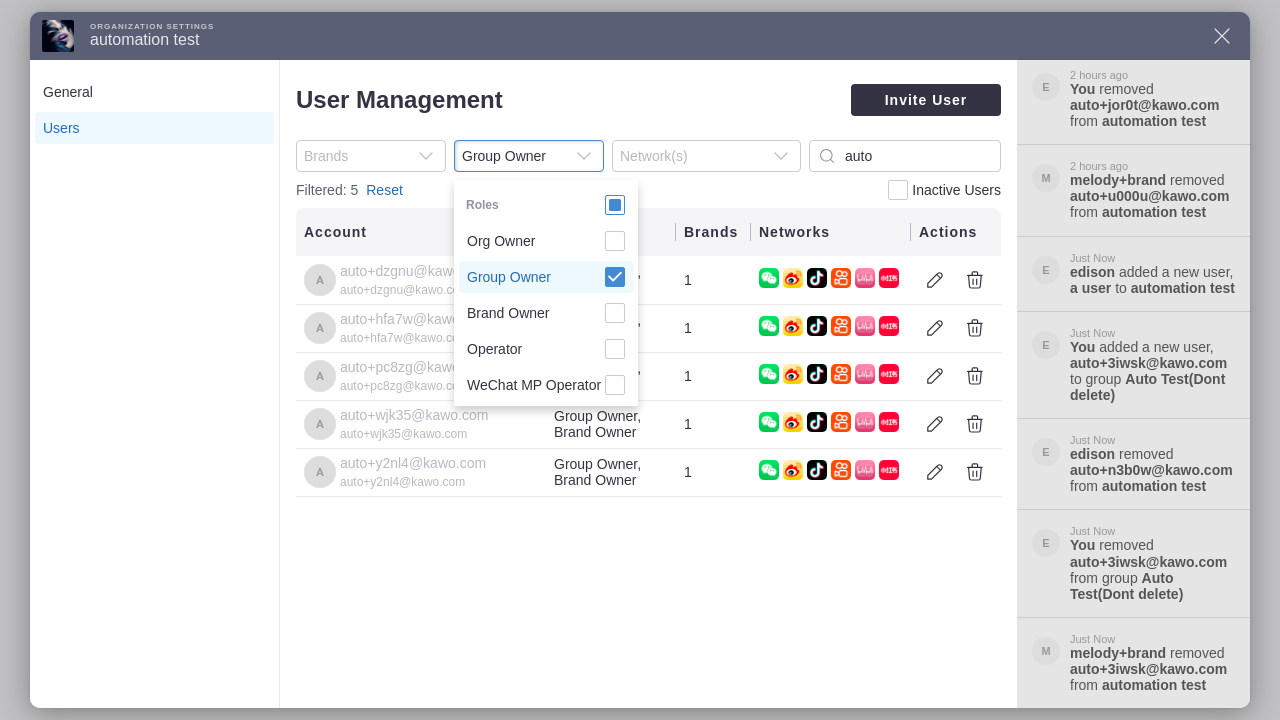 ORGANIZATION SETTINGS
automation test
General
Users
User Management
Invite User
Brands
Group Owner
Network(s)
auto
Filtered: 5 Reset
Inactive Users
Roles
Org Owner
Group Owner
Brand Owner
Operator
WeChat MP Operator
Account
Brands
Networks
Actions
A
auto+dzgnu@kaw
auto+dzgnu@kawo.c
1
A
auto+hfa7w@kaw
auto+hfa7w@kawo.c
1
A
auto+pc8zg@kaw
auto+pc8zg@kawo.c
1
A
auto+wjk35@kawo.com
auto+wjk35@kawo.com
Group Owner,
Brand Owner
1
A
auto+y2nl4@kawo.com
auto+y2nl4@kawo.com
Group Owner,
Brand Owner
1
E
2 hours ago
You removed
auto+jor0t@kawo.com
from automation test
M
2 hours ago
melody+brand removed
auto+u000u@kawo.com
from automation test
E
Just Now
edison added a new user,
a user to automation test
E
Just Now
You added a new user,
auto+3iwsk@kawo.com
to group Auto Test(Dont
delete)
E
Just Now
edison removed
auto+n3b0w@kawo.com
from automation test
E
Just Now
You removed
auto+3iwsk@kawo.com
from group Auto
Test(Dont delete)
M
Just Now
melody+brand removed
auto+3iwsk@kawo.com
from automation test